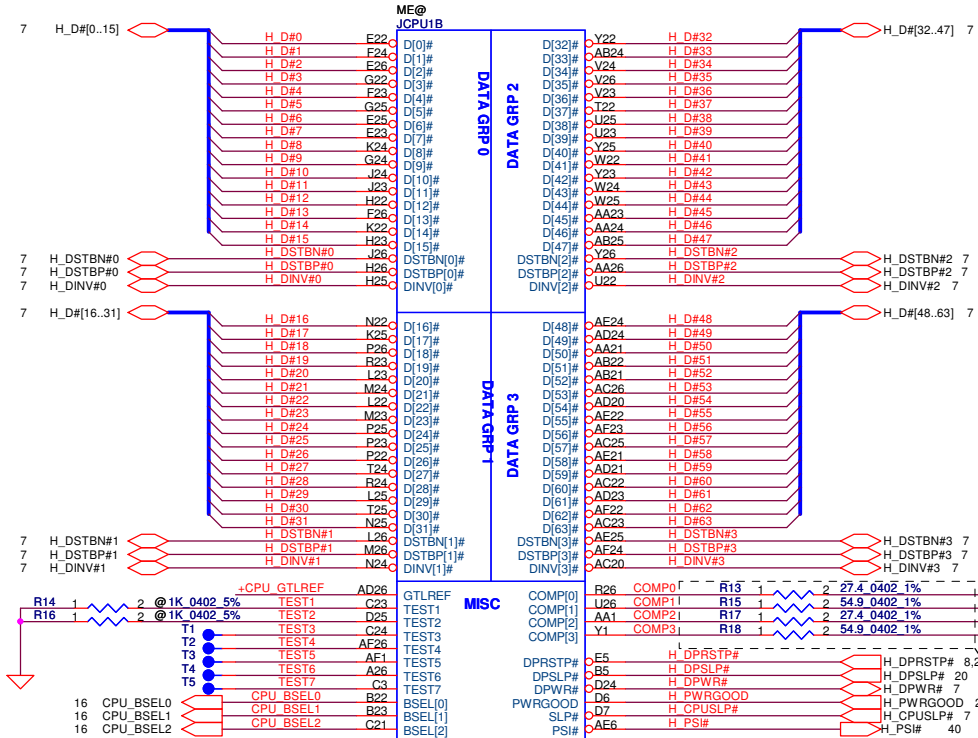 ME@
JCPU1B
7 H_D#[0..15] H_D#[32..47] 7
H_D#0 E22 D[0]# D[32]# Y22 H_D#32
H_D#1 F24 D[1]# D[33]# AB24 H_D#33
H_D#2 E26 D[2]# D[34]# V24 H_D#34
H_D#3 G22 D[3]# D[35]# V26 H_D#35
H_D#4 F23 D[4]# D[36]# V23 H_D#36
H_D#5 G25 D[5]# D[37]# T22 H_D#37
H_D#6 E25 D[6]# D[38]# U25 H_D#38
H_D#7 E23 D[7]# D[39]# U23 H_D#39
H_D#8 K24 D[8]# D[40]# Y25 H_D#40
H_D#9 G24 D[9]# D[41]# W22 H_D#41
H_D#10 J24 D[10]# D[42]# Y23 H_D#42
H_D#11 J23 D[11]# D[43]# W24 H_D#43
H_D#12 H22 D[12]# D[44]# W25 H_D#44
H_D#13 F26 D[13]# D[45]# AA23 H_D#45
H_D#14 K22 D[14]# D[46]# AA24 H_D#46
H_D#15 H23 D[15]# D[47]# AB25 H_D#47
7 H_DSTBN#0 H_DSTBN#0 J26 DSTBN[0]# DSTBN[2]# Y26 H_DSTBN#2 H_DSTBN#2 7
7 H_DSTBP#0 H_DSTBP#0 H26 DSTBP[0]# DSTBP[2]# AA26 H_DSTBP#2 H_DSTBP#2 7
7 H_DINV#0 H_DINV#0 H25 DINV[0]# DINV[2]# U22 H_DINV#2 H_DINV#2 7
DATA GRP 0
DATA GRP 2
7 H_D#[16..31] H_D#[48..63] 7
H_D#16 N22 D[16]# D[48]# AE24 H_D#48
H_D#17 K25 D[17]# D[49]# AD24 H_D#49
H_D#18 P26 D[18]# D[50]# AA21 H_D#50
H_D#19 R23 D[19]# D[51]# AB22 H_D#51
H_D#20 L23 D[20]# D[52]# AB21 H_D#52
H_D#21 M24 D[21]# D[53]# AC26 H_D#53
H_D#22 L22 D[22]# D[54]# AD20 H_D#54
H_D#23 M23 D[23]# D[55]# AE22 H_D#55
H_D#24 P25 D[24]# D[56]# AF23 H_D#56
H_D#25 P23 D[25]# D[57]# AC25 H_D#57
H_D#26 P22 D[26]# D[58]# AE21 H_D#58
H_D#27 T24 D[27]# D[59]# AD21 H_D#59
H_D#28 R24 D[28]# D[60]# AC22 H_D#60
H_D#29 L25 D[29]# D[61]# AD23 H_D#61
H_D#30 T25 D[30]# D[62]# AF22 H_D#62
H_D#31 N25 D[31]# D[63]# AC23 H_D#63
7 H_DSTBN#1 H_DSTBN#1 L26 DSTBN[1]# DSTBN[3]# AE25 H_DSTBN#3 H_DSTBN#3 7
7 H_DSTBP#1 H_DSTBP#1 M26 DSTBP[1]# DSTBP[3]# AF24 H_DSTBP#3 H_DSTBP#3 7
7 H_DINV#1 H_DINV#1 N24 DINV[1]# DINV[3]# AC20 H_DINV#3 H_DINV#3 7
DATA GRP 1
DATA GRP 3
MISC
+CPU_GTLREF AD26 GTLREF COMP[0] R26 COMP0 R13 1 2 27.4_0402_1%
R14 1 2 @ 1K_0402_5% TEST1 C23 TEST1 COMP[1] U26 COMP1 R15 1 2 54.9_0402_1%
R16 1 2 @ 1K_0402_5% TEST2 D25 TEST2 COMP[2] AA1 COMP2 R17 1 2 27.4_0402_1%
T1 TEST3 C24 TEST3 COMP[3] Y1 COMP3 R18 1 2 54.9_0402_1%
T2 TEST4 AF26 TEST4
T3 TEST5 AF1 TEST5 DPRSTP# E5 H_DPRSTP# H_DPRSTP# 8,2
T4 TEST6 A26 TEST6 DPSLP# B5 H_DPSLP# H_DPSLP# 20
T5 TEST7 C3 TEST7 DPWR# D24 H_DPWR# H_DPWR# 7
16 CPU_BSEL0 CPU_BSEL0 B22 BSEL[0] PWRGOOD D6 H_PWRGOOD H_PWRGOOD 2
16 CPU_BSEL1 CPU_BSEL1 B23 BSEL[1] SLP# D7 H_CPUSLP# H_CPUSLP# 7
16 CPU_BSEL2 CPU_BSEL2 C21 BSEL[2] PSI# AE6 H_PSI# H_PSI# 40